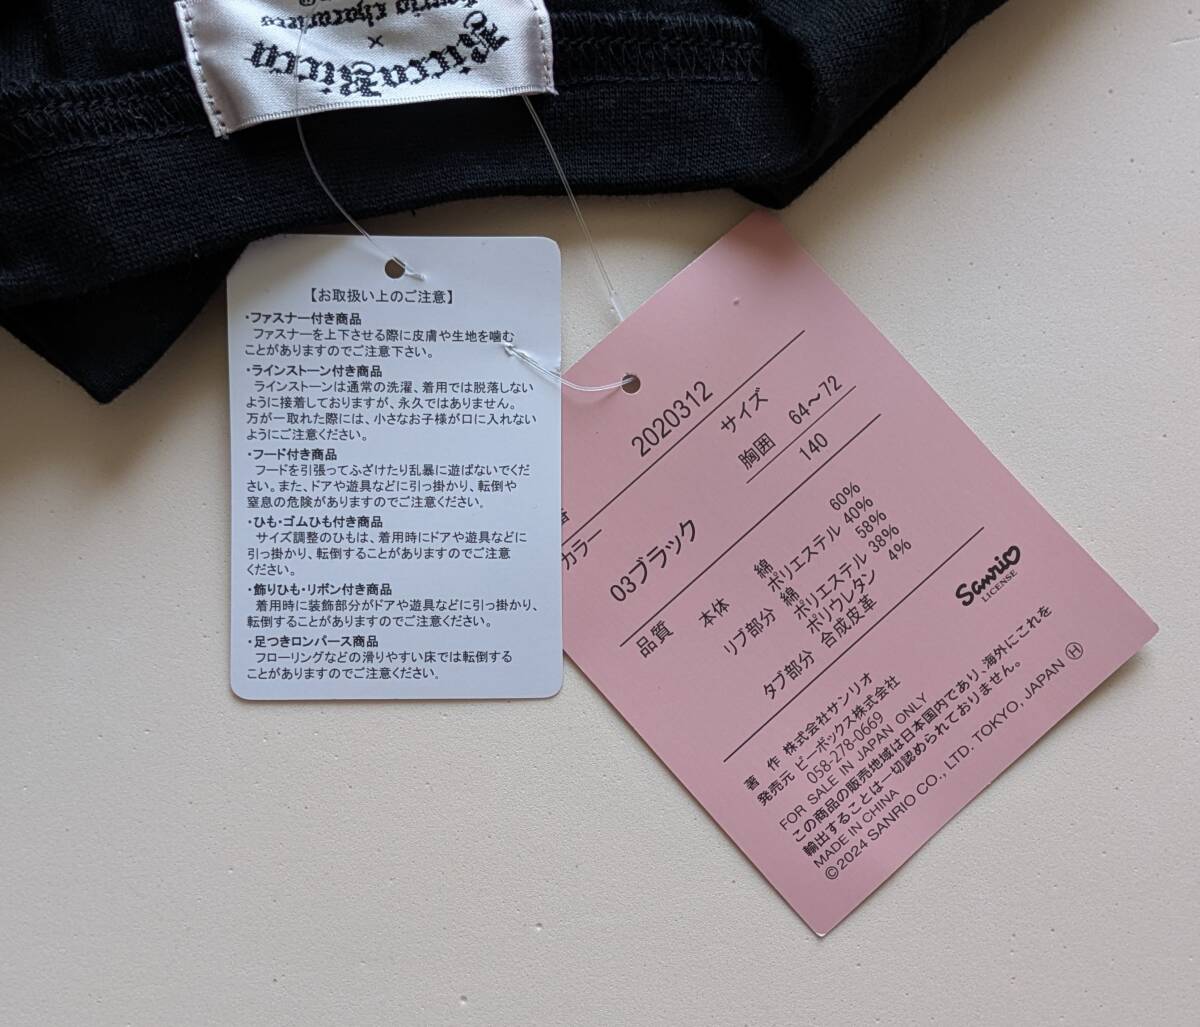 Ricco Ricco
×
Sanrio characters
【お取扱い上のご注意】
・ファスナー付き商品
ファスナーを上下させる際に皮膚や生地を噛む
ことがありますのでご注意下さい。
・ラインストーン付き商品
ラインストーンは通常の洗濯、着用では脱落しない
ように接着しておりますが、永久ではありません。
万が一取れた際には、小さなお子様が口に入れない
ようにご注意ください。
・フード付き商品
フードを引張ってふざけたり乱暴に遊ばないでくだ
さい。また、ドアや遊具などに引っ掛かり、転倒や
窒息の危険がありますのでご注意ください。
・ひも・ゴムひも付き商品
サイズ調整のひもは、着用時にドアや遊具などに
引っ掛かり、転倒することがありますのでご注意
ください。
・飾りひも・リボン付き商品
着用時に装飾部分がドアや遊具などに引っ掛かり、
転倒することがありますのでご注意ください。
・足つきロンパース商品
フローリングなどの滑りやすい床では転倒する
ことがありますのでご注意ください。
番 2020312
カラー サイズ
03ブラック 胸囲 64～72
140
品質 本体 綿 60%
ポリエステル 40%
リブ部分 綿 58%
ポリエステル 38%
ポリウレタン 4%
タブ部分 合成皮革
Sanrio
LICENSE
著作 株式会社サンリオ
発売元 ビーボックス株式会社
058-278-0669
FOR SALE IN JAPAN ONLY
この商品の販売地域は日本国内であり、海外にこれを
輸出することは一切認められておりません。
MADE IN CHINA
©2024 SANRIO CO., LTD. TOKYO, JAPAN Ⓗ